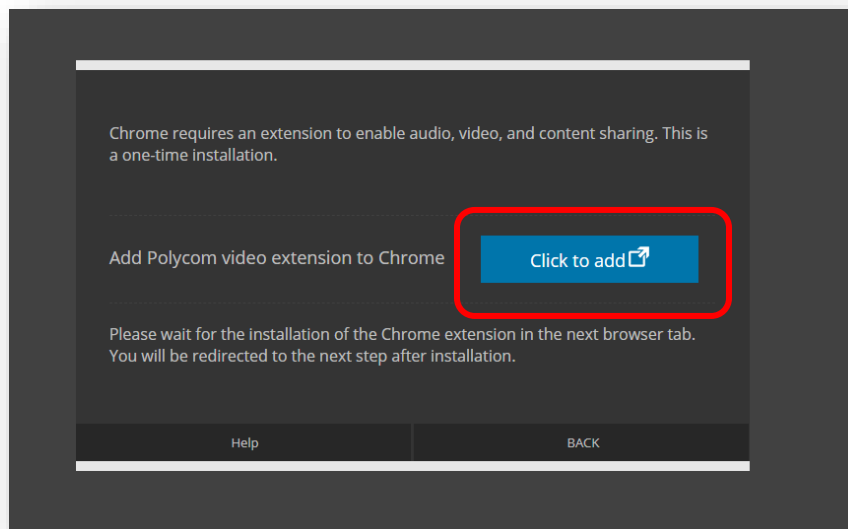 Chrome requires an extension to enable audio, video, and content sharing. This is
a one-time installation.
Add Polycom video extension to Chrome
Click to add
Please wait for the installation of the Chrome extension in the next browser tab.
You will be redirected to the next step after installation.
Help
BACK